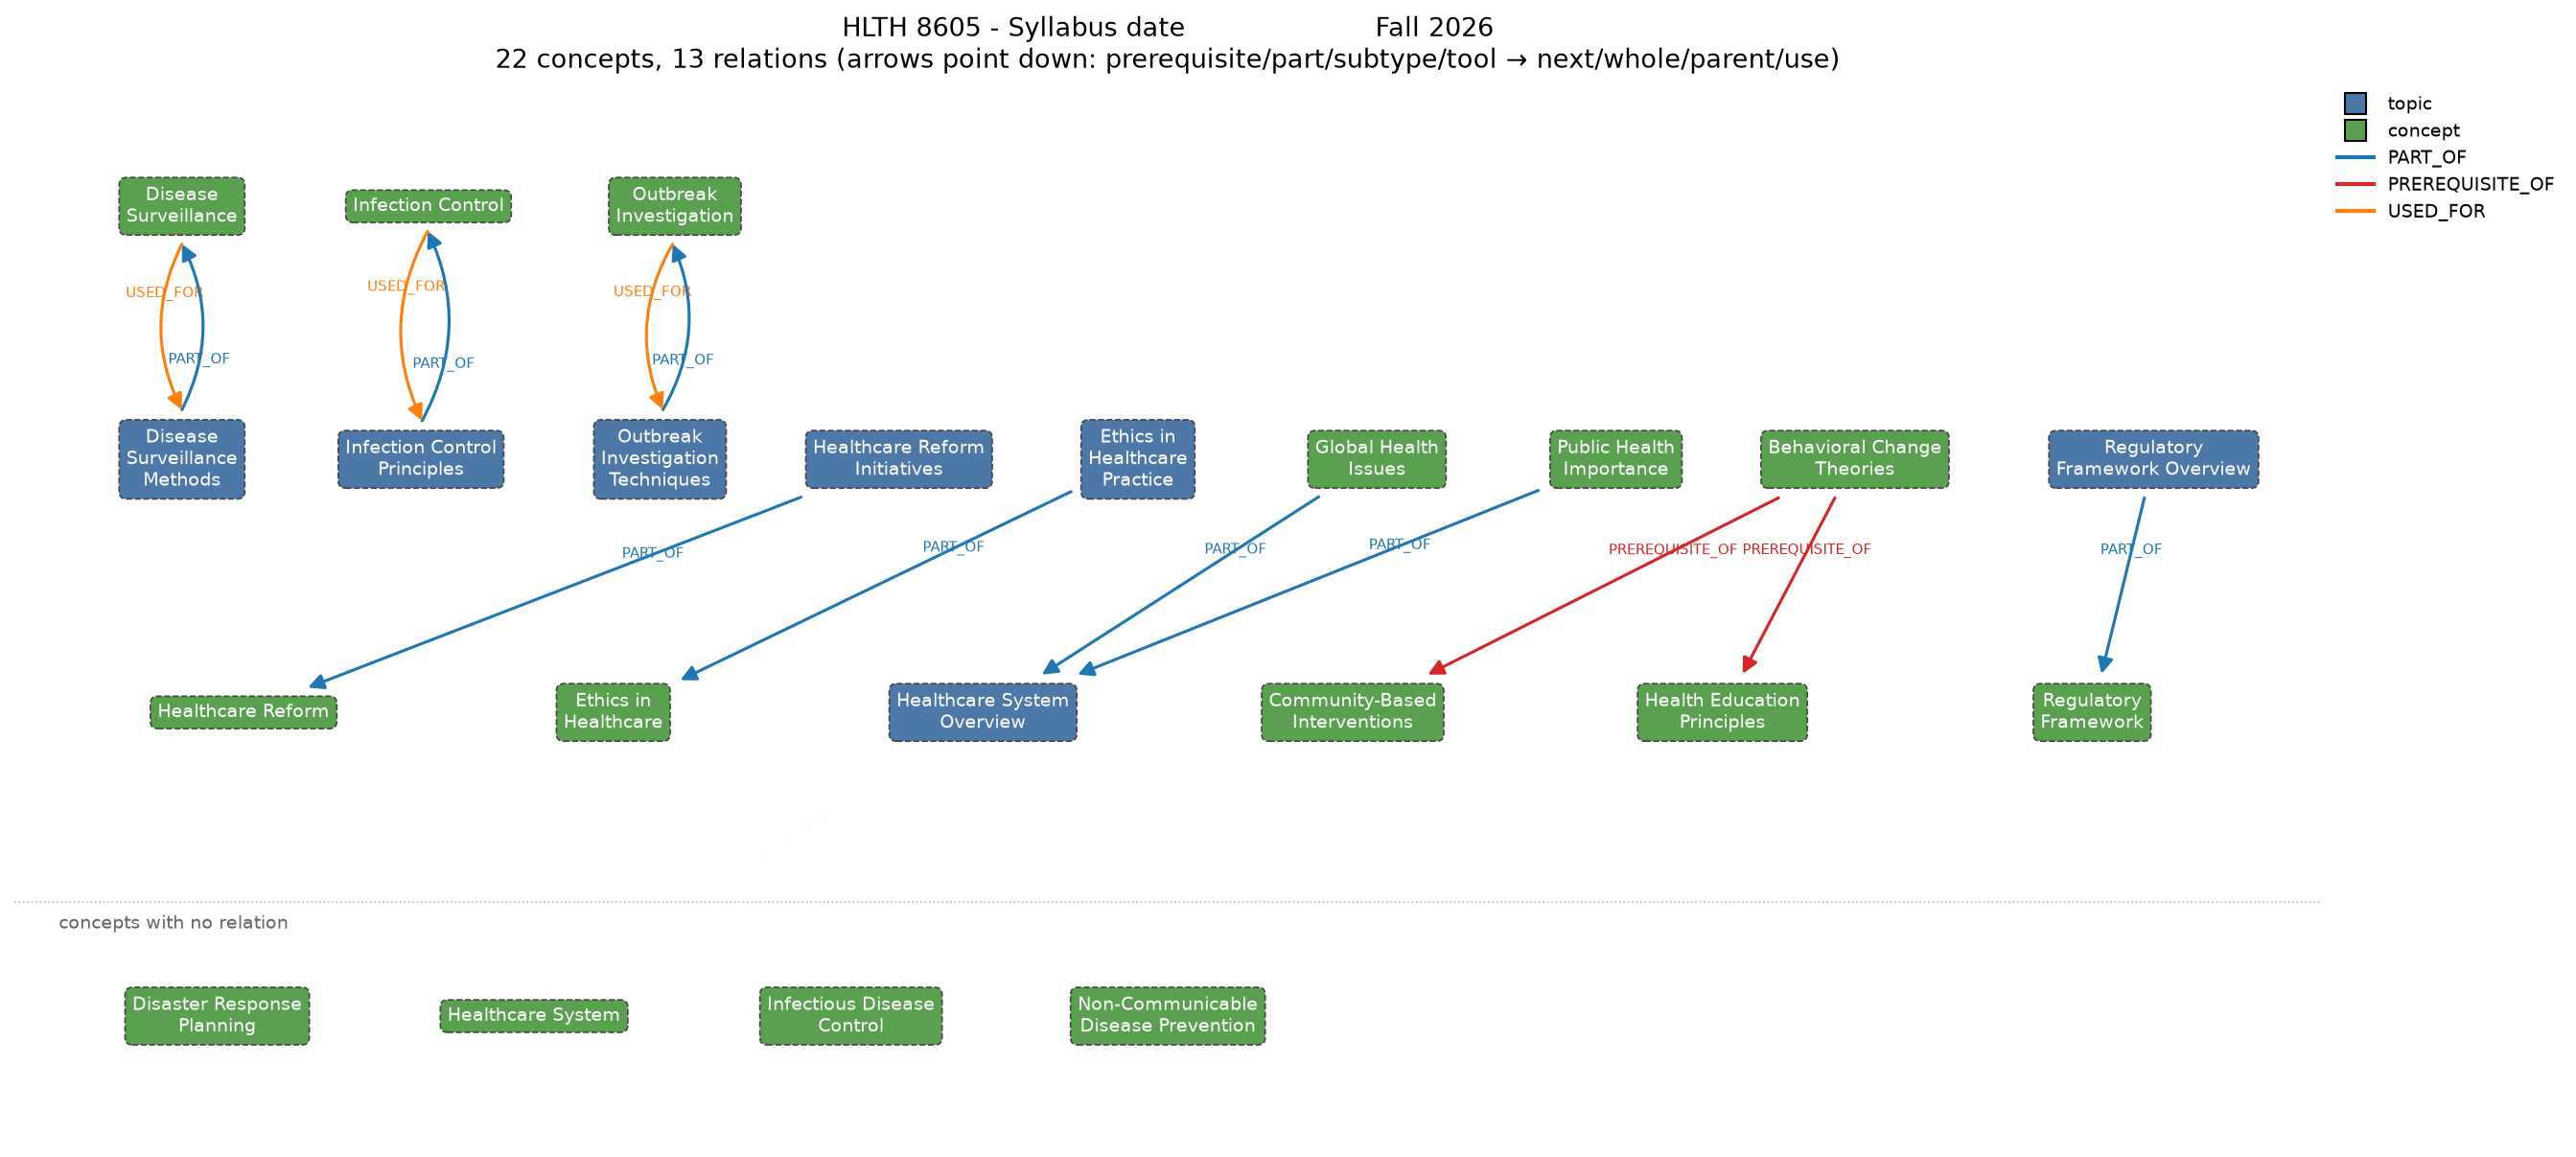 HLTH 8605 - Syllabus date Fall 2026
22 concepts, 13 relations (arrows point down: prerequisite/part/subtype/tool → next/whole/parent/use)
topic
concept
PART_OF
PREREQUISITE_OF
USED_FOR
Disease
Surveillance
Infection Control
Outbreak
Investigation
USED_FOR
USED_FOR
USED_FOR
PART_OF
PART_OF
PART_OF
Disease
Surveillance
Methods
Infection Control
Principles
Outbreak
Investigation
Techniques
Healthcare Reform
Initiatives
Ethics in
Healthcare
Practice
Global Health
Issues
Public Health
Importance
Behavioral Change
Theories
Regulatory
Framework Overview
PART_OF
PART_OF
PART_OF
PART_OF
PREREQUISITE_OF
PREREQUISITE_OF
PART_OF
Healthcare Reform
Ethics in
Healthcare
Healthcare System
Overview
Community-Based
Interventions
Health Education
Principles
Regulatory
Framework
concepts with no relation
Disaster Response
Planning
Healthcare System
Infectious Disease
Control
Non-Communicable
Disease Prevention